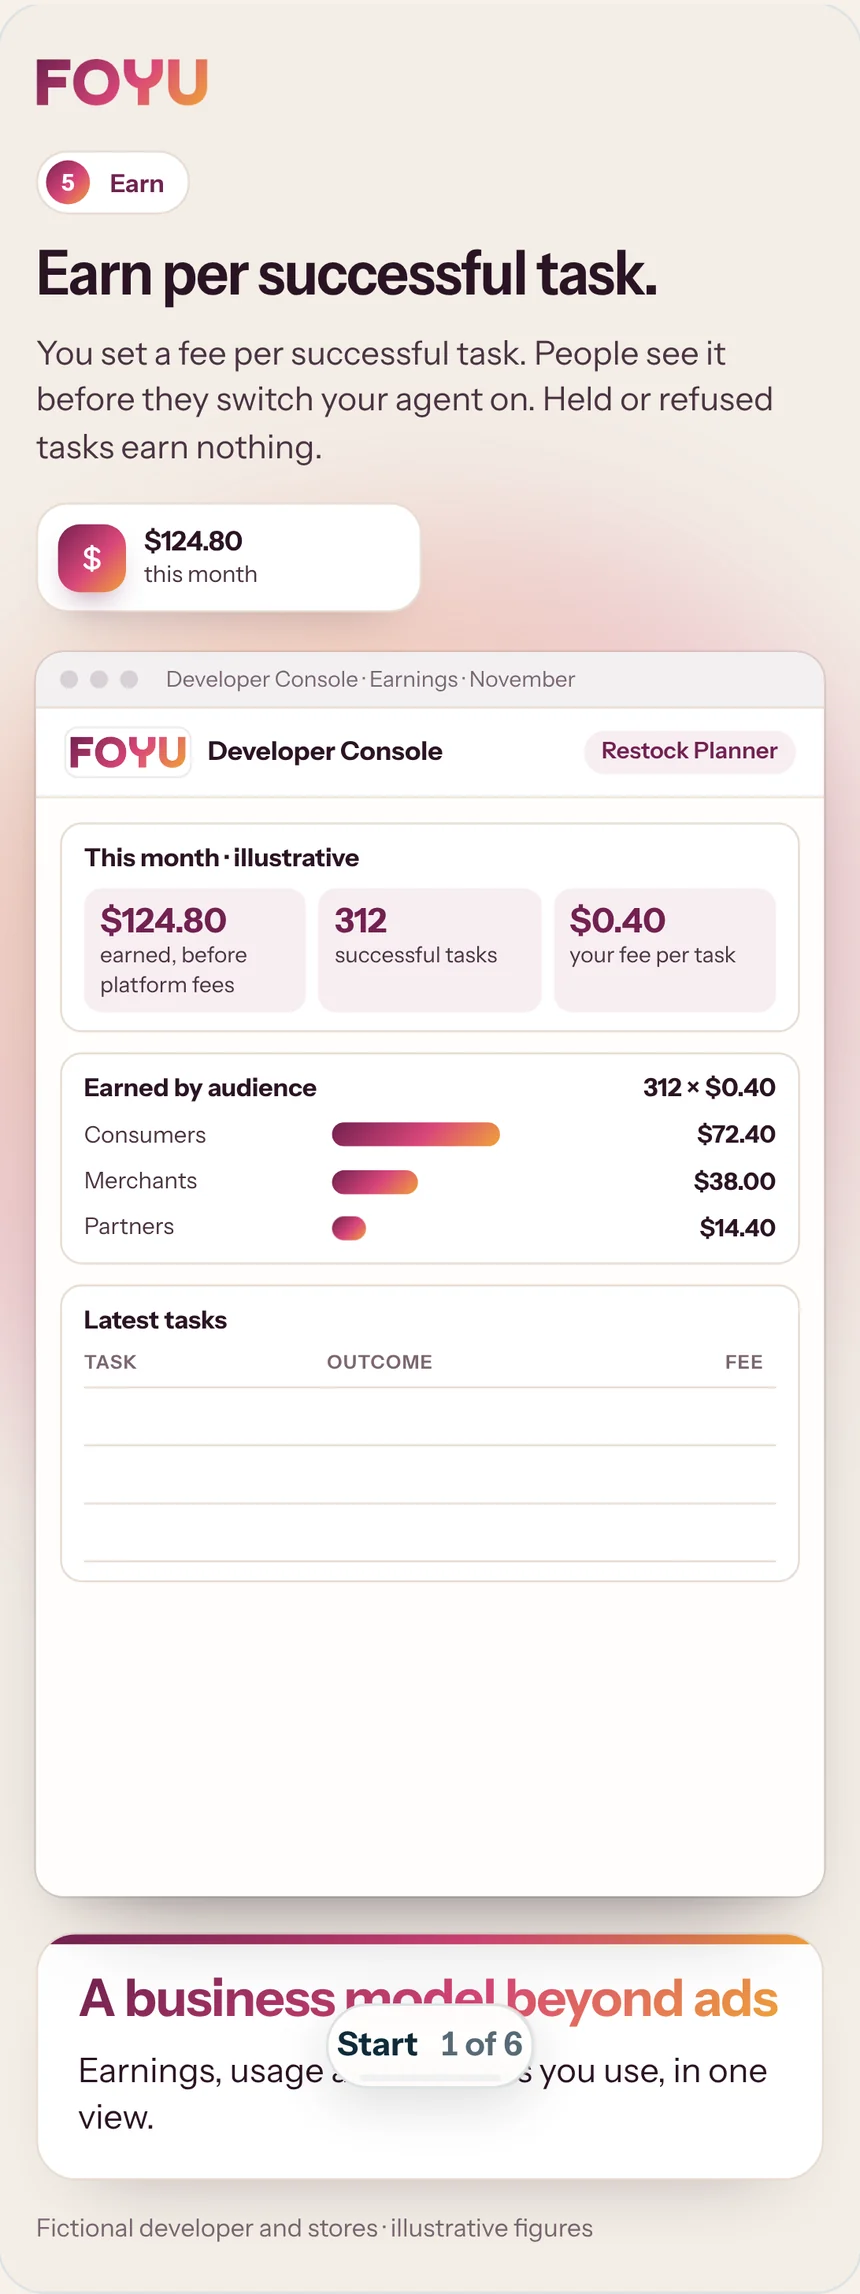 FOYU
5 Earn
Earn per successful task.
You set a fee per successful task. People see it
before they switch your agent on. Held or refused
tasks earn nothing.
$
$124.80
this month
Developer Console · Earnings · November
FOYU Developer Console Restock Planner
This month · illustrative
$124.80
earned, before
platform fees
312
successful tasks
$0.40
your fee per task
Earned by audience 312 × $0.40
Consumers $72.40
Merchants $38.00
Partners $14.40
Latest tasks
TASK OUTCOME FEE
A business model beyond ads
Start 1 of 6
Earnings, usage you use, in one
view.
Fictional developer and stores · illustrative figures